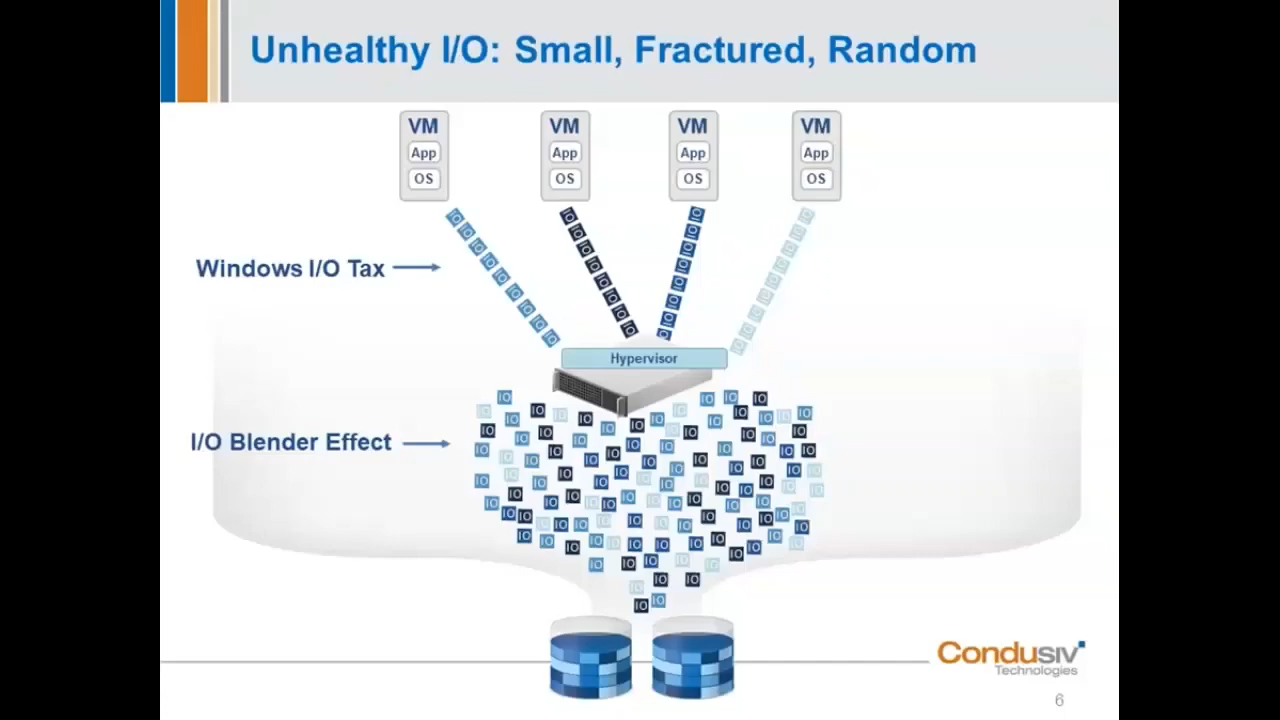 Unhealthy I/O: Small, Fractured, Random
VM VM VM VM
App App App App
OS OS OS OS
Windows I/O Tax
Hypervisor
I/O Blender Effect
Condusiv
Technologies
6